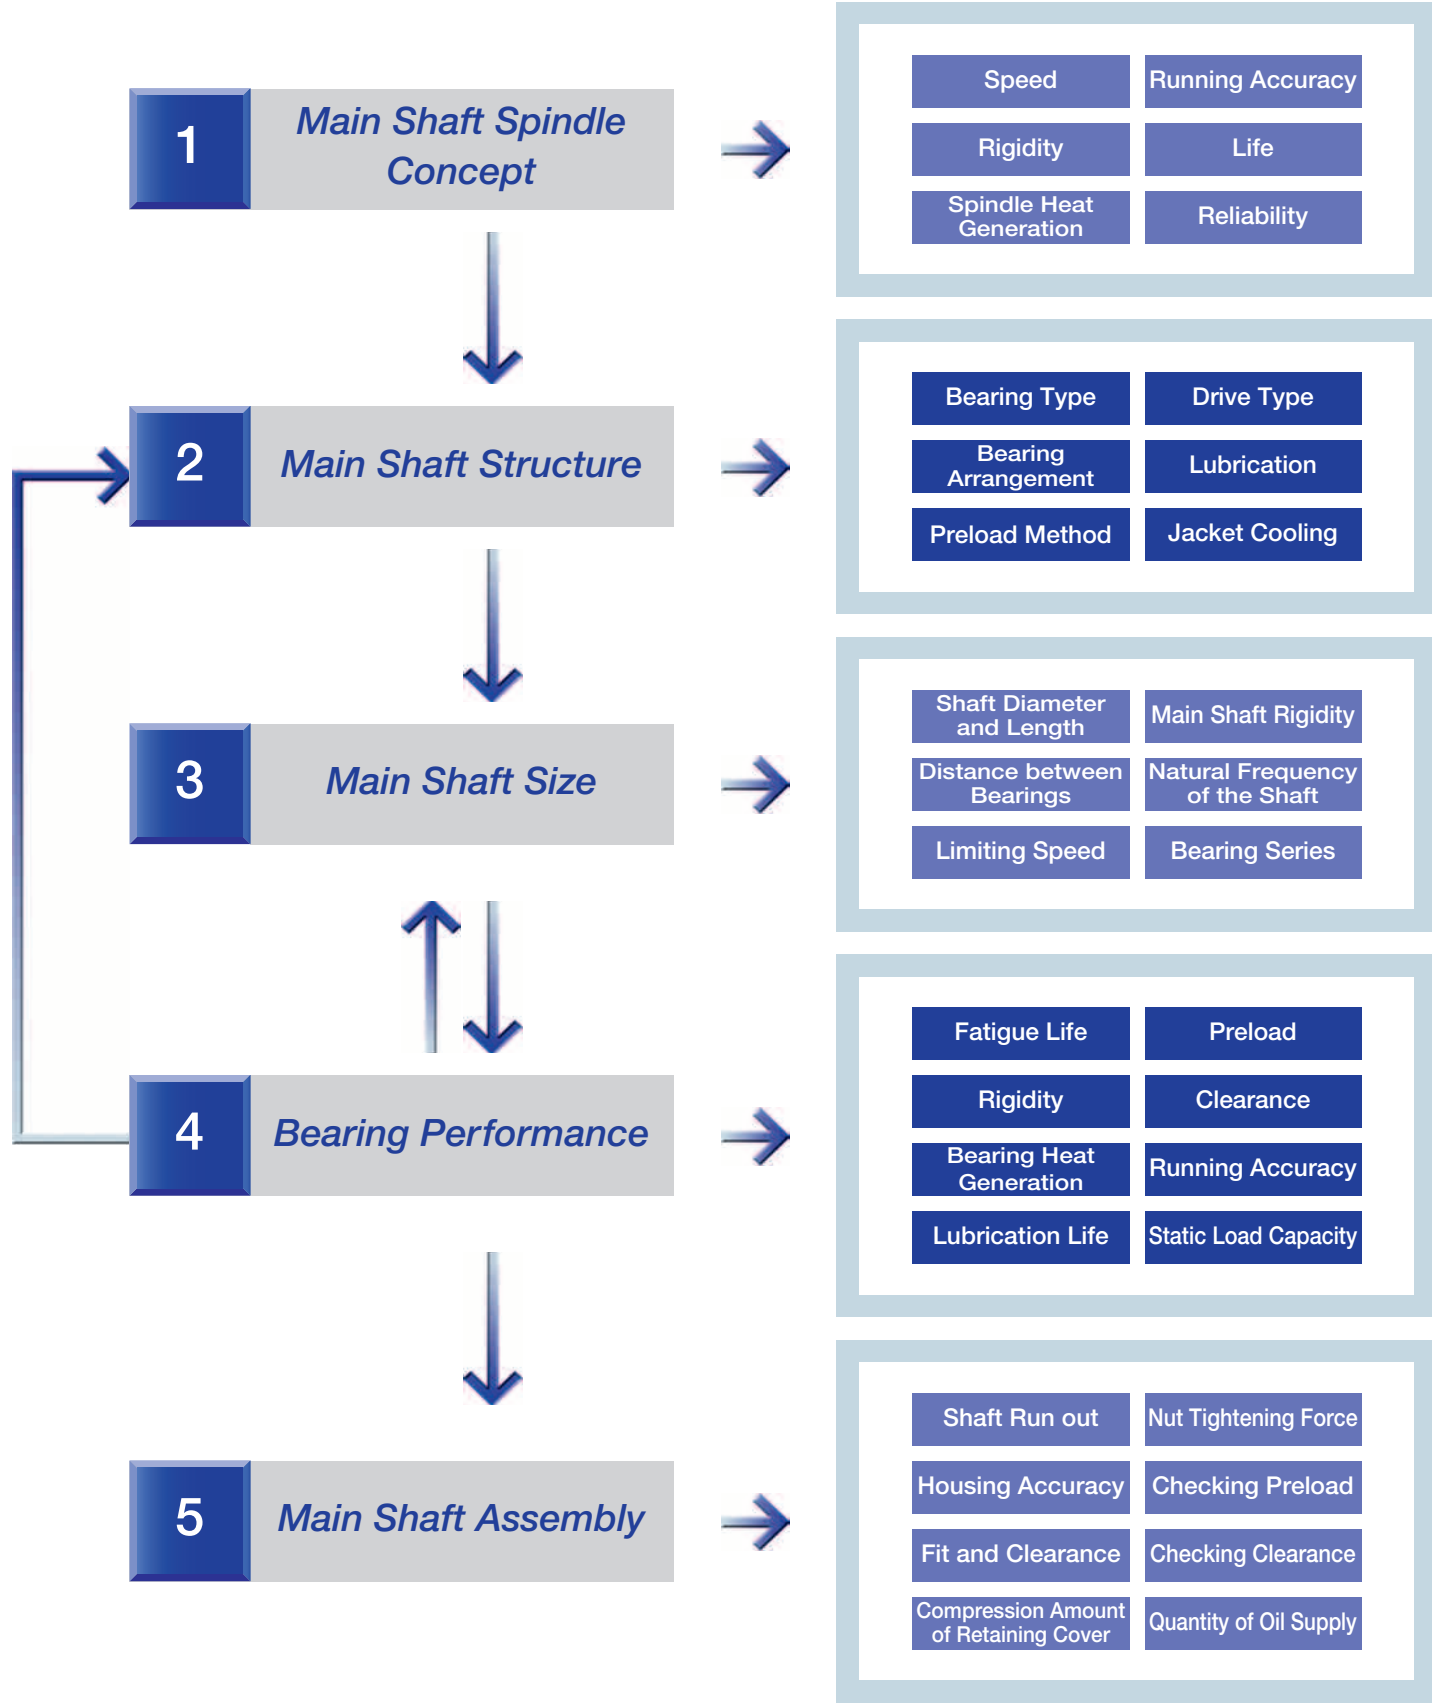 1
Main Shaft Spindle
Concept
Speed
Running Accuracy
Rigidity
Life
Spindle Heat
Generation
Reliability
2
Main Shaft Structure
Bearing Type
Drive Type
Bearing
Arrangement
Lubrication
Preload Method
Jacket Cooling
3
Main Shaft Size
Shaft Diameter
and Length
Main Shaft Rigidity
Distance between
Bearings
Natural Frequency
of the Shaft
Limiting Speed
Bearing Series
4
Bearing Performance
Fatigue Life
Preload
Rigidity
Clearance
Bearing Heat
Generation
Running Accuracy
Lubrication Life
Static Load Capacity
5
Main Shaft Assembly
Shaft Run out
Nut Tightening Force
Housing Accuracy
Checking Preload
Fit and Clearance
Checking Clearance
Compression Amount
of Retaining Cover
Quantity of Oil Supply